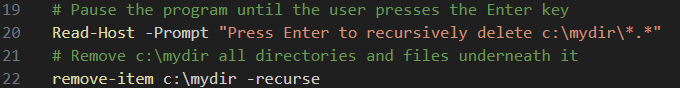 19 # Pause the program until the user presses the Enter key
20 Read-Host -Prompt "Press Enter to recursively delete c:\mydir\*.*"
21 # Remove c:\mydir all directories and files underneath it
22 remove-item c:\mydir -recurse